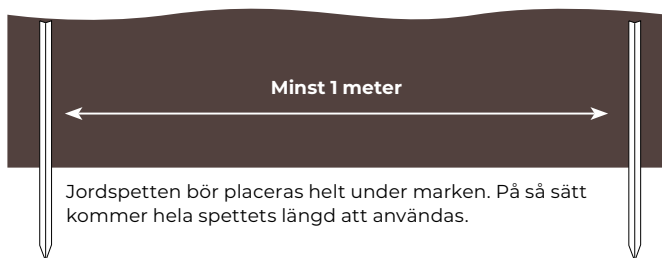 Minst 1 meter
Jordspetten bör placeras helt under marken. På så sätt
kommer hela spettets längd att användas.